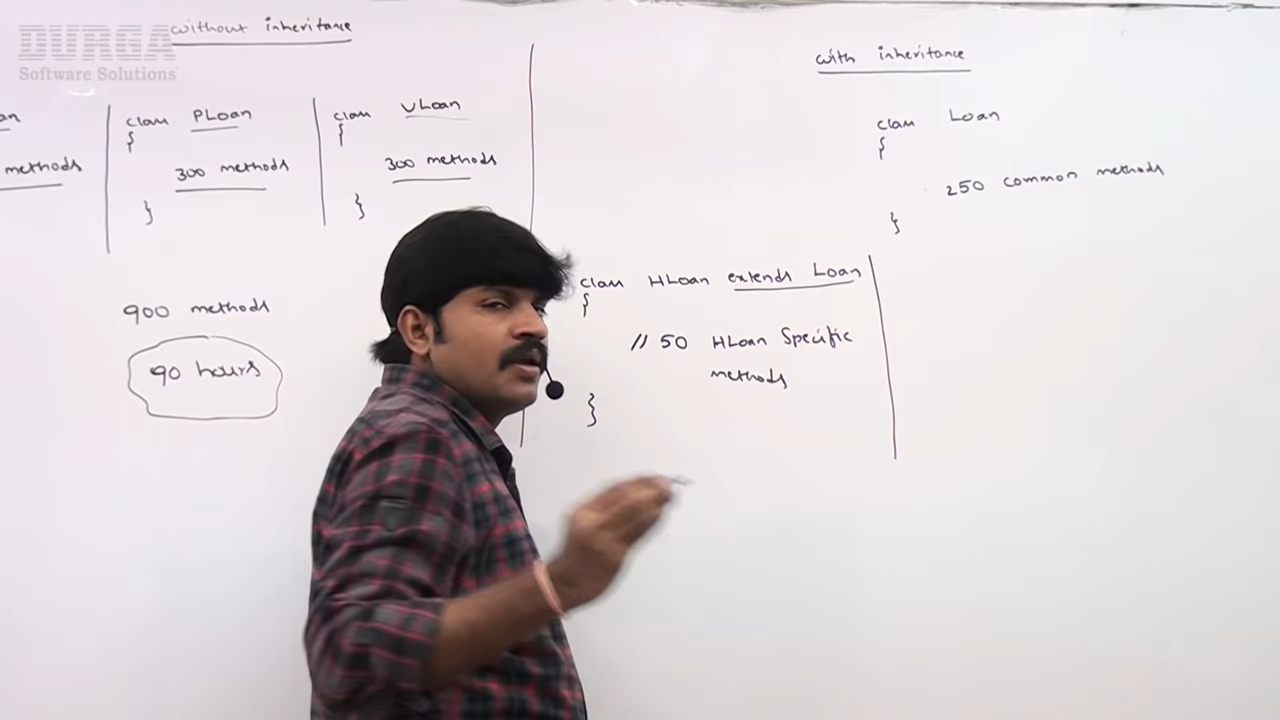 DURGA
Software Solutions
without inheritance
an
methods
class PLoan
{
300 methods
}
class VLoan
{
300 methods
}
900 methods
90 hours
with inheritance
class Loan
{
250 common methods
}
class HLoan extends Loan
{
// 50 HLoan Specific
methods
}